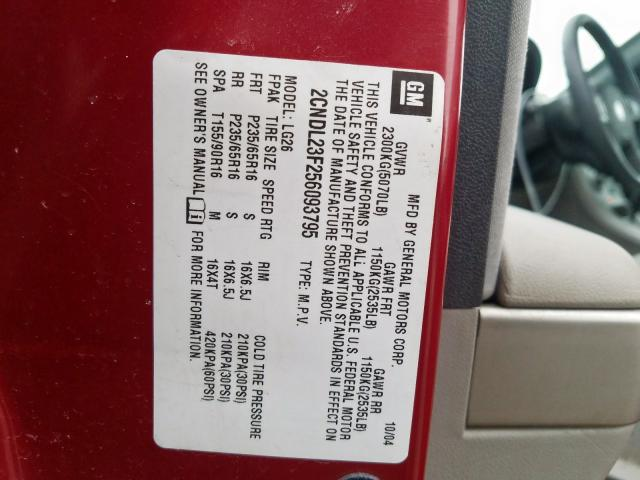 GM MFD BY GENERAL MOTORS CORP. 10/04
GVWR GAWR FRT GAWR RR
2300KG(5070LB) 1150KG(2535LB) 1150KG(2535LB)
THIS VEHICLE CONFORMS TO ALL APPLICABLE U.S. FEDERAL MOTOR
VEHICLE SAFETY AND THEFT PREVENTION STANDARDS IN EFFECT ON
THE DATE OF MANUFACTURE SHOWN ABOVE.
2CNDL23F256093795 TYPE: M.P.V.
MODEL: LG26
FPAK TIRE SIZE SPEED RTG RIM COLD TIRE PRESSURE
FRT P235/65R16 S 16X6.5J 210KPA(30PSI)
RR P235/65R16 S 16X6.5J 210KPA(30PSI)
SPA T155/90R16 M 16X4T 420KPA(60PSI)
SEE OWNER'S MANUAL i FOR MORE INFORMATION.